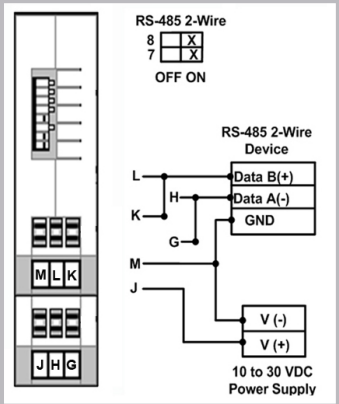 RS-485 2-Wire
8 X
7 X
OFF ON
RS-485 2-Wire
Device
L Data B(+)
H Data A(-)
K GND
G
M
J
M L K
V (-)
V (+)
J H G
10 to 30 VDC
Power Supply